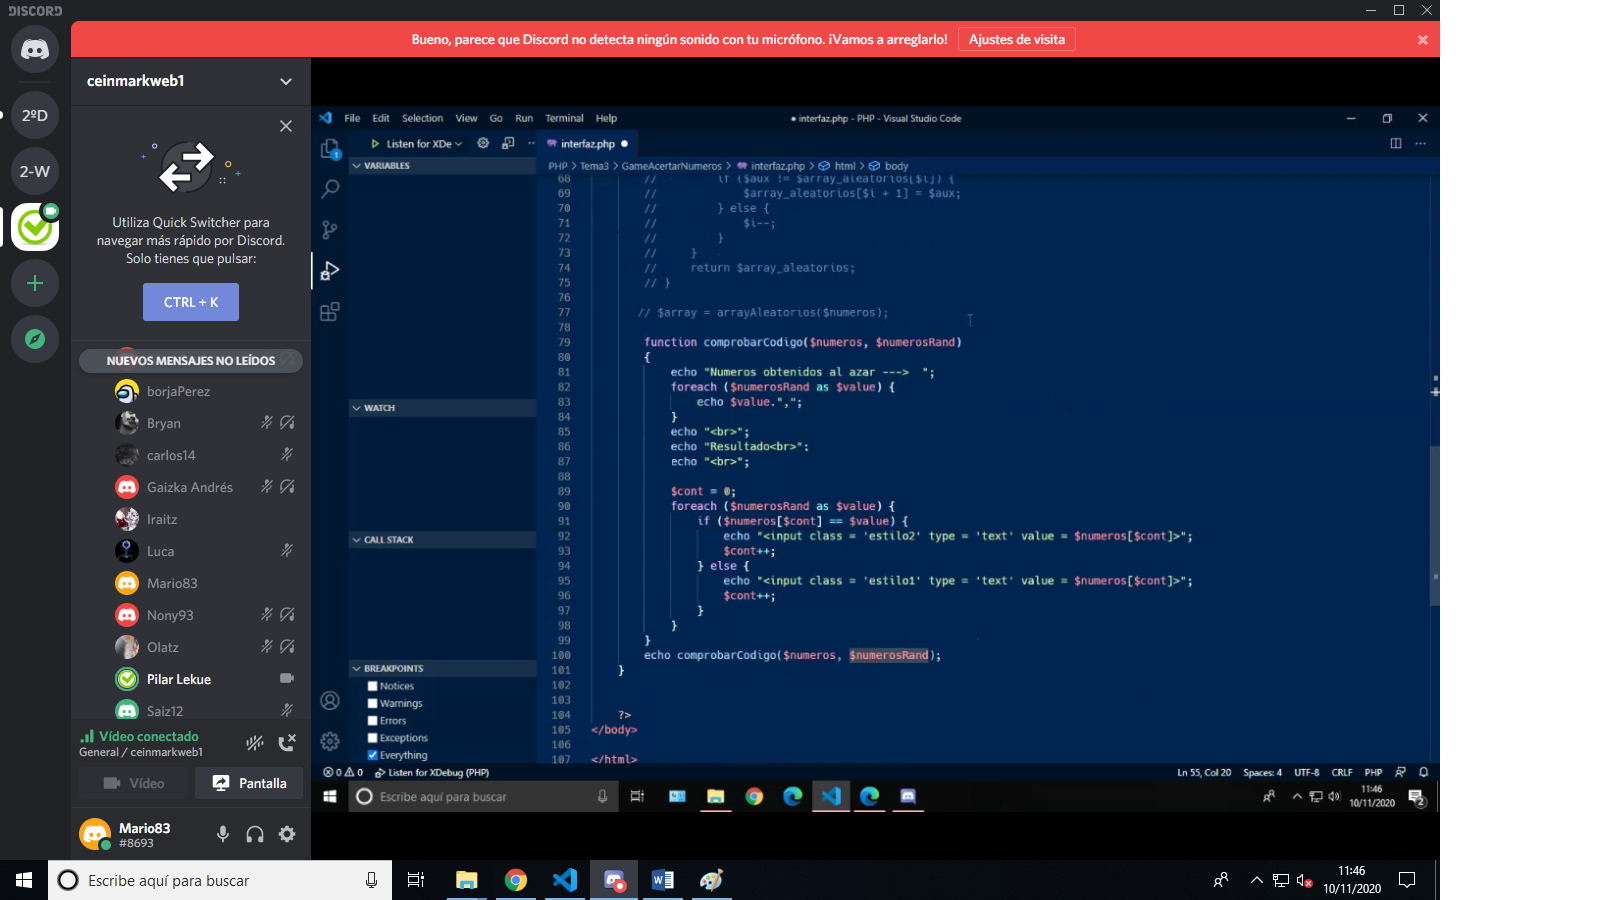 DISCORD
Bueno, parece que Discord no detecta ningún sonido con tu micrófono. ¡Vamos a arreglarlo!
Ajustes de visita
ceinmarkweb1
2ºD
2-W
Utiliza Quick Switcher para
navegar más rápido por Discord.
Solo tienes que pulsar:
CTRL + K
NUEVOS MENSAJES NO LEÍDOS
borjaPerez
Bryan
carlos14
Gaizka Andrés
Iraitz
Luca
Mario83
Nony93
Olatz
Pilar Lekue
Saiz12
Vídeo conectado
General / ceinmarkweb1
Vídeo
Pantalla
Mario83
#8693
File Edit Selection View Go Run Terminal Help
● interfaz.php - PHP - Visual Studio Code
1
Listen for XDe
interfaz.php ●
VARIABLES
WATCH
CALL STACK
BREAKPOINTS
Notices
Warnings
Errors
Exceptions
Everything
PHP > Tema3 > GameAcertarNumeros > interfaz.php > html > body
68 // if ($aux != $array_aleatorios[$i]) {
69 // $array_aleatorios[$i + 1] = $aux;
70 // } else {
71 // $i--;
72 // }
73 // }
74 // return $array_aleatorios;
75 // }
76
77 // $array = arrayAleatorios($numeros);
78
79 function comprobarCodigo($numeros, $numerosRand)
80 {
81 echo "Numeros obtenidos al azar --->  ";
82 foreach ($numerosRand as $value) {
83 echo $value.",";
84 }
85 echo "<br>";
86 echo "Resultado<br>";
87 echo "<br>";
88
89 $cont = 0;
90 foreach ($numerosRand as $value) {
91 if ($numeros[$cont] == $value) {
92 echo "<input class = 'estilo2' type = 'text' value = $numeros[$cont]>";
93 $cont++;
94 } else {
95 echo "<input class = 'estilo1' type = 'text' value = $numeros[$cont]>";
96 $cont++;
97 }
98 }
99 }
100 echo comprobarCodigo($numeros, $numerosRand);
101 }
102
103
104 ?>
105 </body>
106
107 </html>
0 0 Listen for XDebug (PHP)
Ln 55, Col 20 Spaces: 4 UTF-8 CRLF PHP
Escribe aquí para buscar
11:46
10/11/2020
2
Escribe aquí para buscar
11:46
10/11/2020